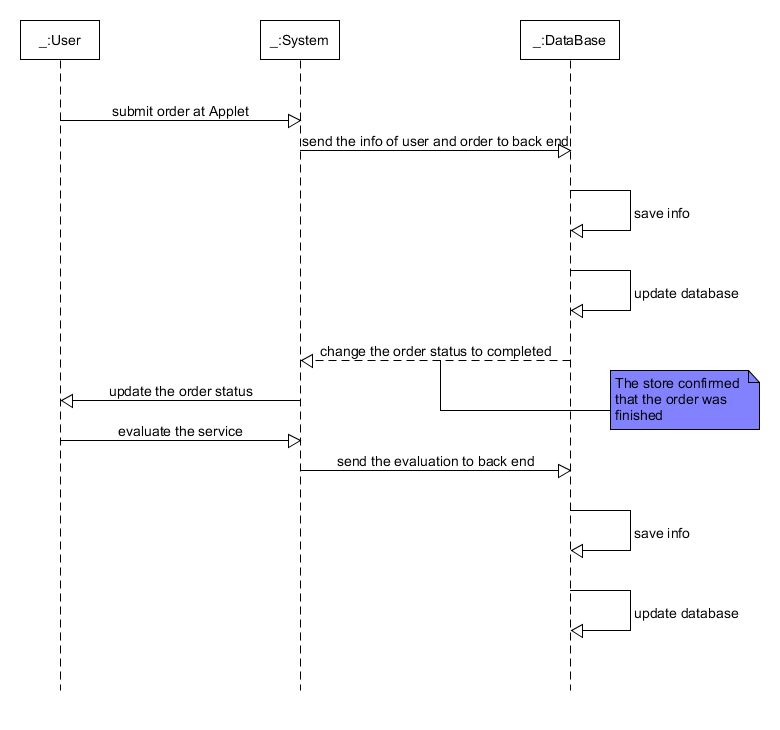 _:User
_:System
_:DataBase
submit order at Applet
send the info of user and order to back end
save info
update database
change the order status to completed
The store confirmed
that the order was
finished
update the order status
evaluate the service
send the evaluation to back end
save info
update database